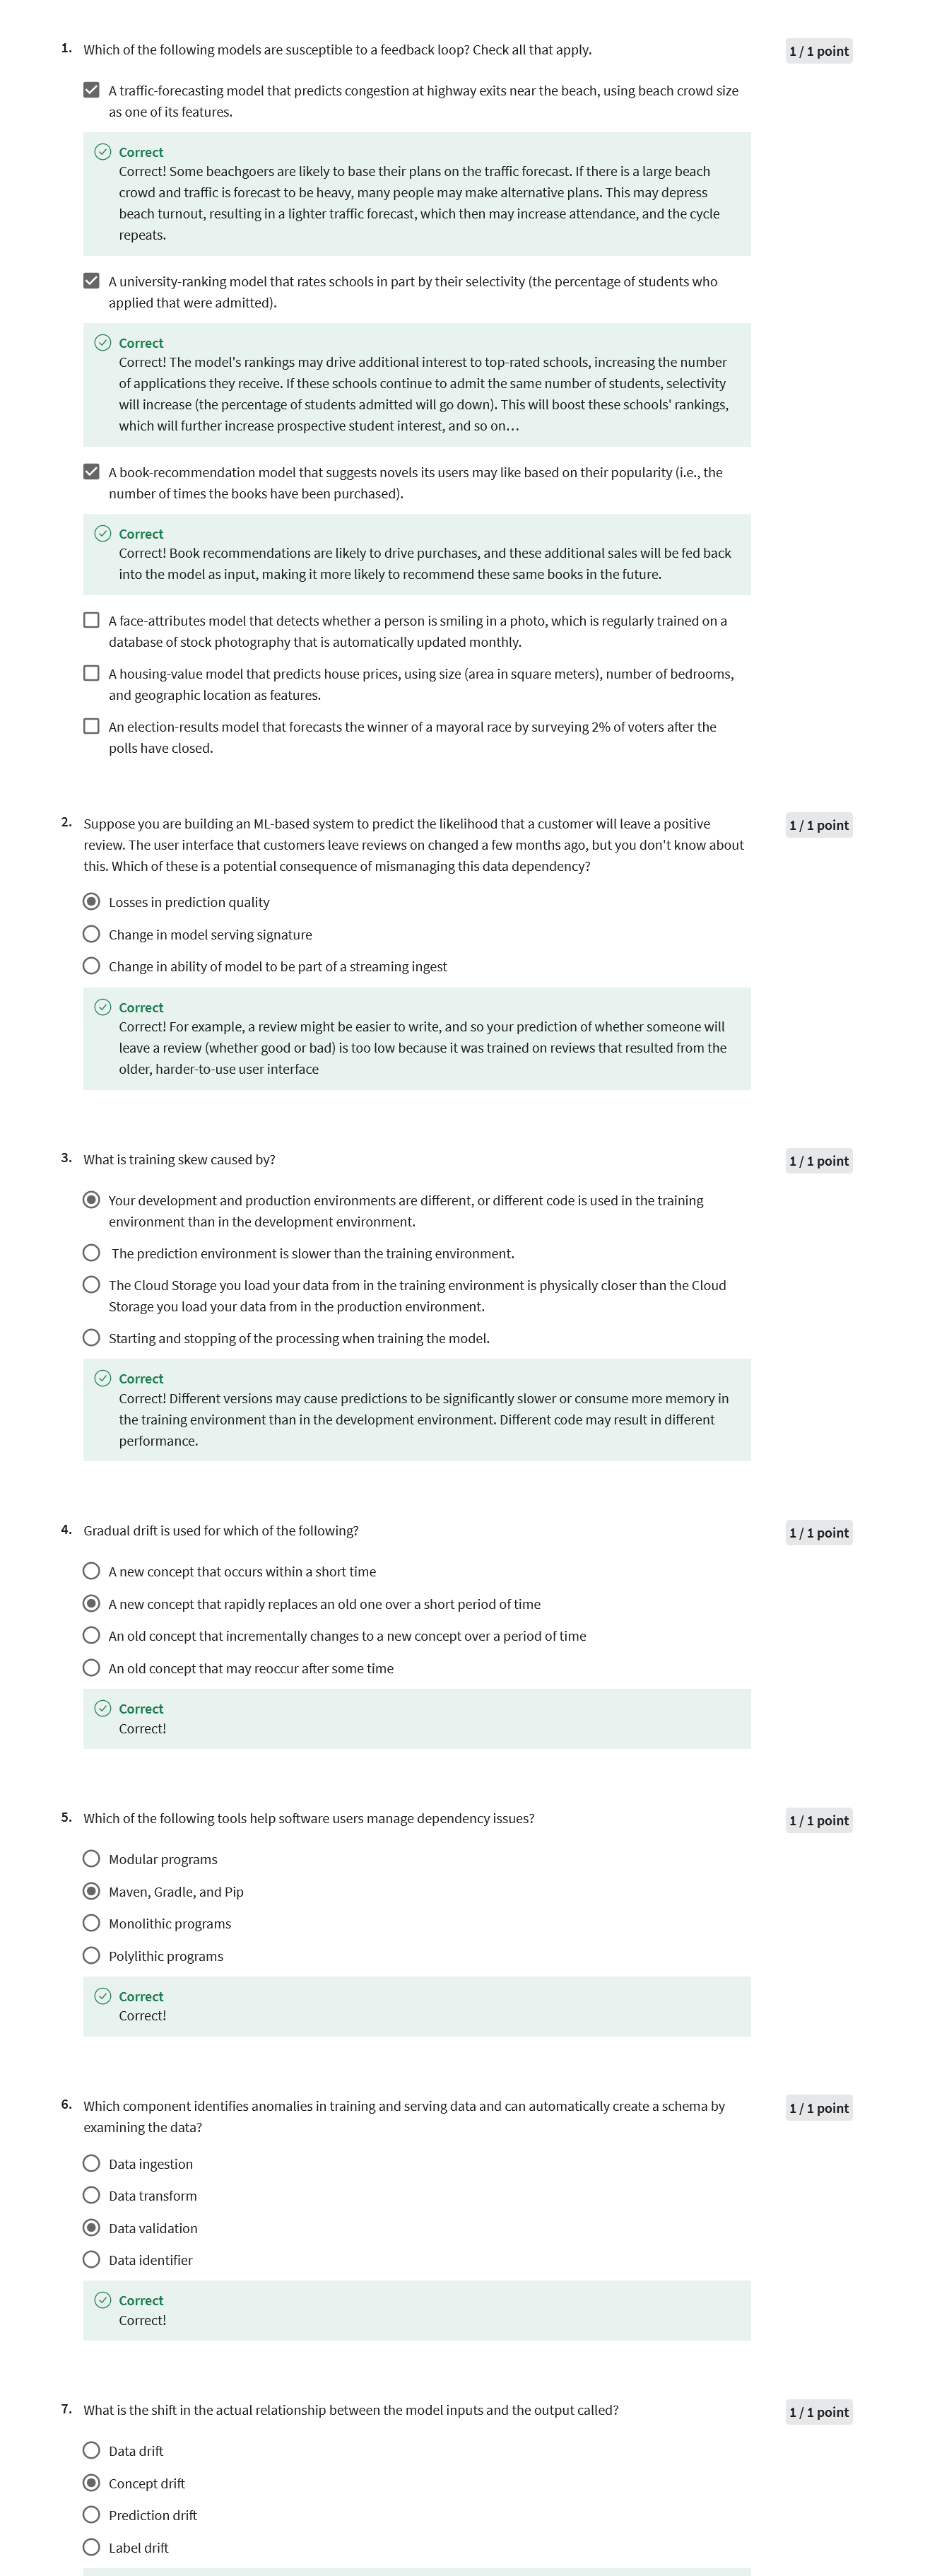 1. Which of the following models are susceptible to a feedback loop? Check all that apply. 1 / 1 point
A traffic-forecasting model that predicts congestion at highway exits near the beach, using beach crowd size
as one of its features.
Correct
Correct! Some beachgoers are likely to base their plans on the traffic forecast. If there is a large beach
crowd and traffic is forecast to be heavy, many people may make alternative plans. This may depress
beach turnout, resulting in a lighter traffic forecast, which then may increase attendance, and the cycle
repeats.
A university-ranking model that rates schools in part by their selectivity (the percentage of students who
applied that were admitted).
Correct
Correct! The model's rankings may drive additional interest to top-rated schools, increasing the number
of applications they receive. If these schools continue to admit the same number of students, selectivity
will increase (the percentage of students admitted will go down). This will boost these schools' rankings,
which will further increase prospective student interest, and so on…
A book-recommendation model that suggests novels its users may like based on their popularity (i.e., the
number of times the books have been purchased).
Correct
Correct! Book recommendations are likely to drive purchases, and these additional sales will be fed back
into the model as input, making it more likely to recommend these same books in the future.
A face-attributes model that detects whether a person is smiling in a photo, which is regularly trained on a
database of stock photography that is automatically updated monthly.
A housing-value model that predicts house prices, using size (area in square meters), number of bedrooms,
and geographic location as features.
An election-results model that forecasts the winner of a mayoral race by surveying 2% of voters after the
polls have closed.
2. Suppose you are building an ML-based system to predict the likelihood that a customer will leave a positive 1 / 1 point
review. The user interface that customers leave reviews on changed a few months ago, but you don't know about
this. Which of these is a potential consequence of mismanaging this data dependency?
Losses in prediction quality
Change in model serving signature
Change in ability of model to be part of a streaming ingest
Correct
Correct! For example, a review might be easier to write, and so your prediction of whether someone will
leave a review (whether good or bad) is too low because it was trained on reviews that resulted from the
older, harder-to-use user interface
3. What is training skew caused by? 1 / 1 point
Your development and production environments are different, or different code is used in the training
environment than in the development environment.
The prediction environment is slower than the training environment.
The Cloud Storage you load your data from in the training environment is physically closer than the Cloud
Storage you load your data from in the production environment.
Starting and stopping of the processing when training the model.
Correct
Correct! Different versions may cause predictions to be significantly slower or consume more memory in
the training environment than in the development environment. Different code may result in different
performance.
4. Gradual drift is used for which of the following? 1 / 1 point
A new concept that occurs within a short time
A new concept that rapidly replaces an old one over a short period of time
An old concept that incrementally changes to a new concept over a period of time
An old concept that may reoccur after some time
Correct
Correct!
5. Which of the following tools help software users manage dependency issues? 1 / 1 point
Modular programs
Maven, Gradle, and Pip
Monolithic programs
Polylithic programs
Correct
Correct!
6. Which component identifies anomalies in training and serving data and can automatically create a schema by 1 / 1 point
examining the data?
Data ingestion
Data transform
Data validation
Data identifier
Correct
Correct!
7. What is the shift in the actual relationship between the model inputs and the output called? 1 / 1 point
Data drift
Concept drift
Prediction drift
Label drift